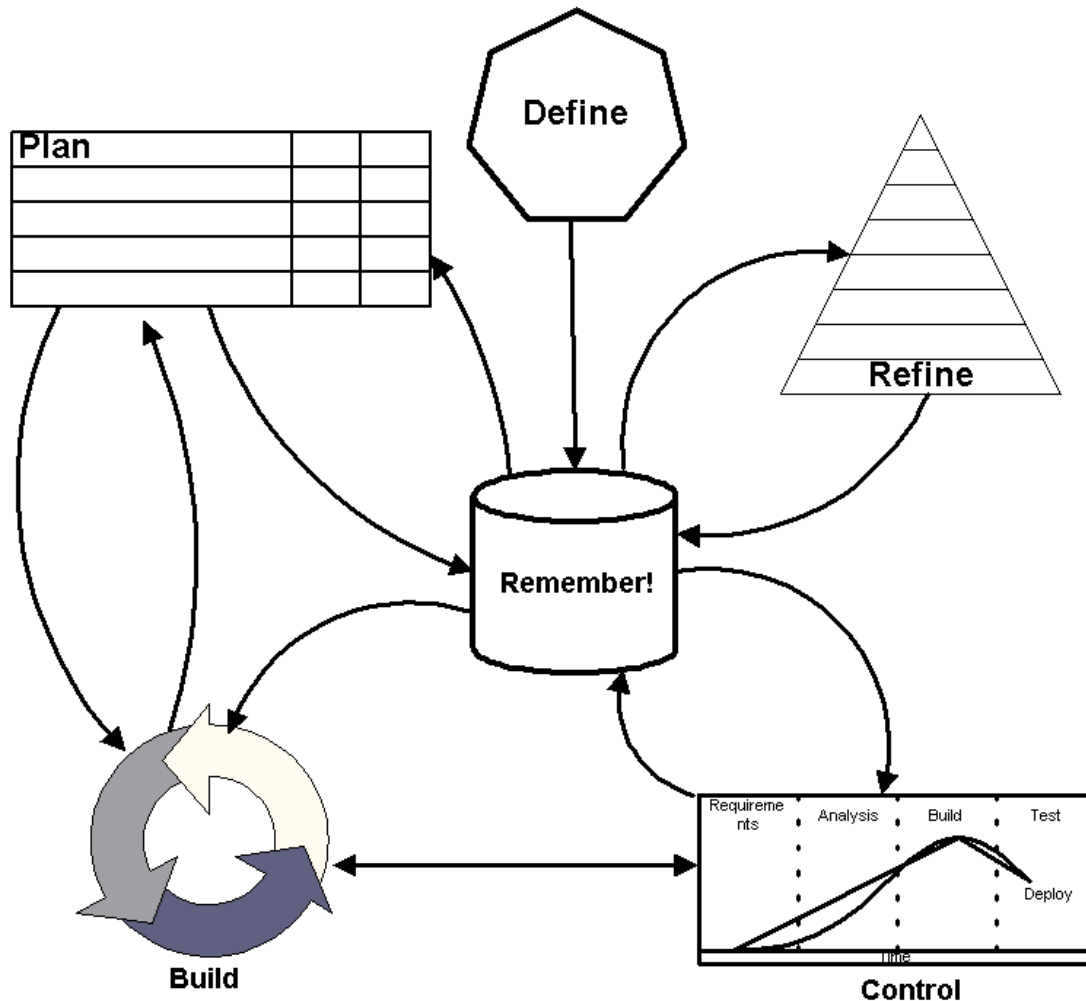 Define
Plan
Refine
Remember!
Requireme
nts
Analysis
Build
Test
Deploy
Time
Build
Control